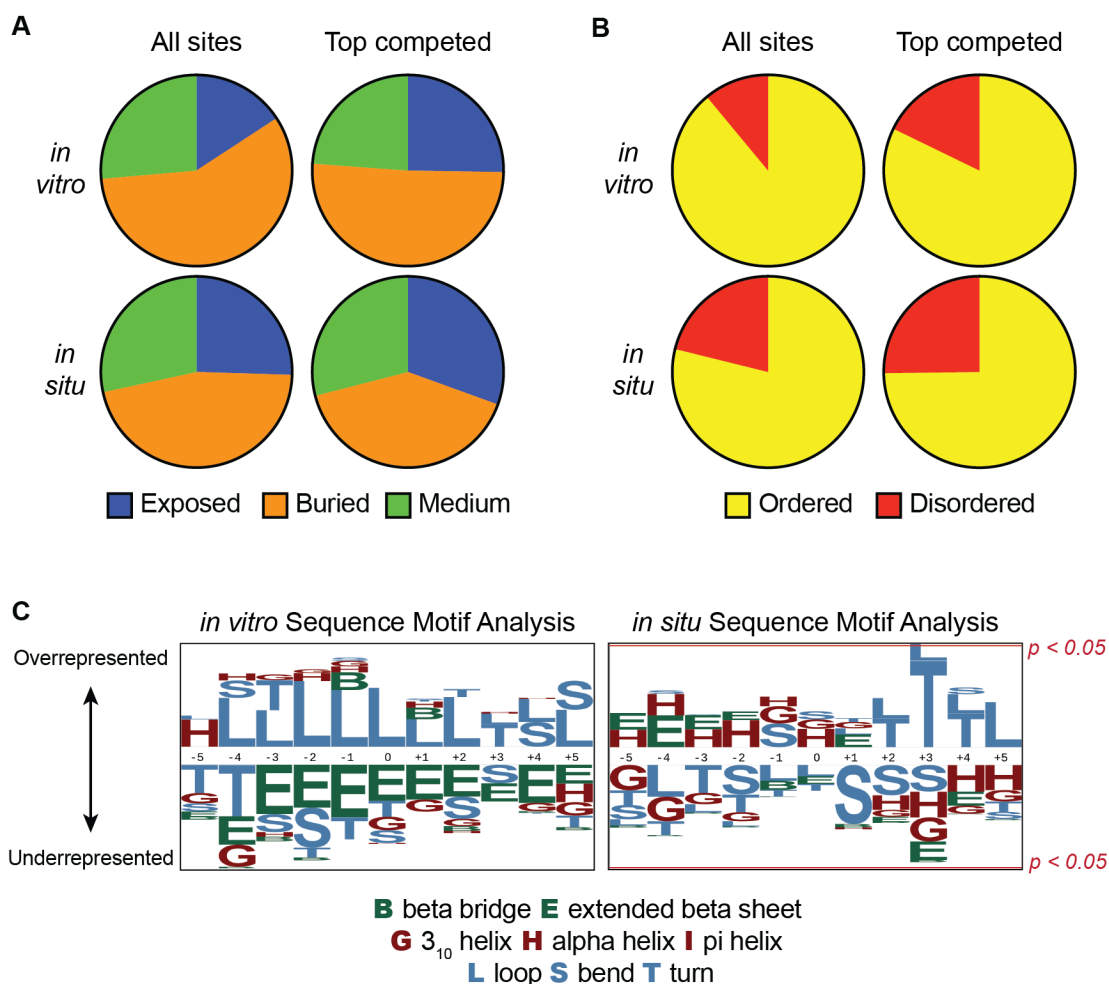 A
All sites
Top competed
in vitro
in situ
Exposed
Buried
Medium
B
All sites
Top competed
in vitro
in situ
Ordered
Disordered
C
in vitro Sequence Motif Analysis
in situ Sequence Motif Analysis
Overrepresented
Underrepresented
p < 0.05
-5 -4 -3 -2 -1 0 +1 +2 +3 +4 +5
-5 -4 -3 -2 -1 0 +1 +2 +3 +4 +5
p < 0.05
B beta bridge E extended beta sheet
G 3₁₀ helix H alpha helix I pi helix
L loop S bend T turn